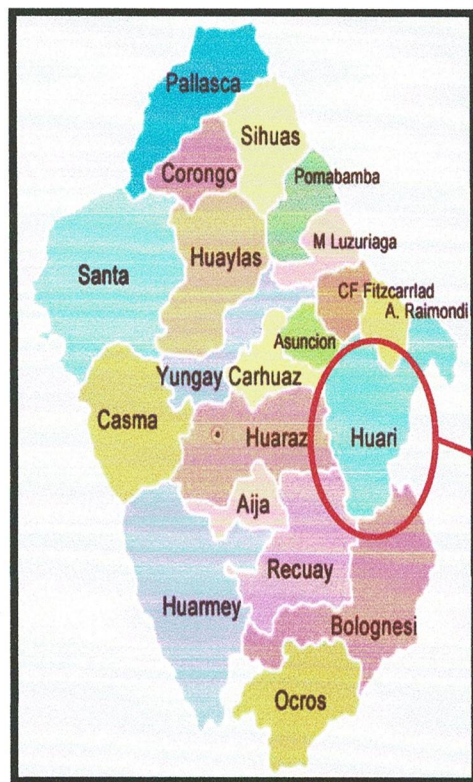 Pallasca
Sihuas
Corongo
Pomabamba
M Luzuriaga
Santa
Huaylas
CF Fitzcarrlad
A. Raimondi
Asuncion
Yungay
Carhuaz
Casma
Huaraz
Huari
Aija
Recuay
Huarmey
Bolognesi
Ocros